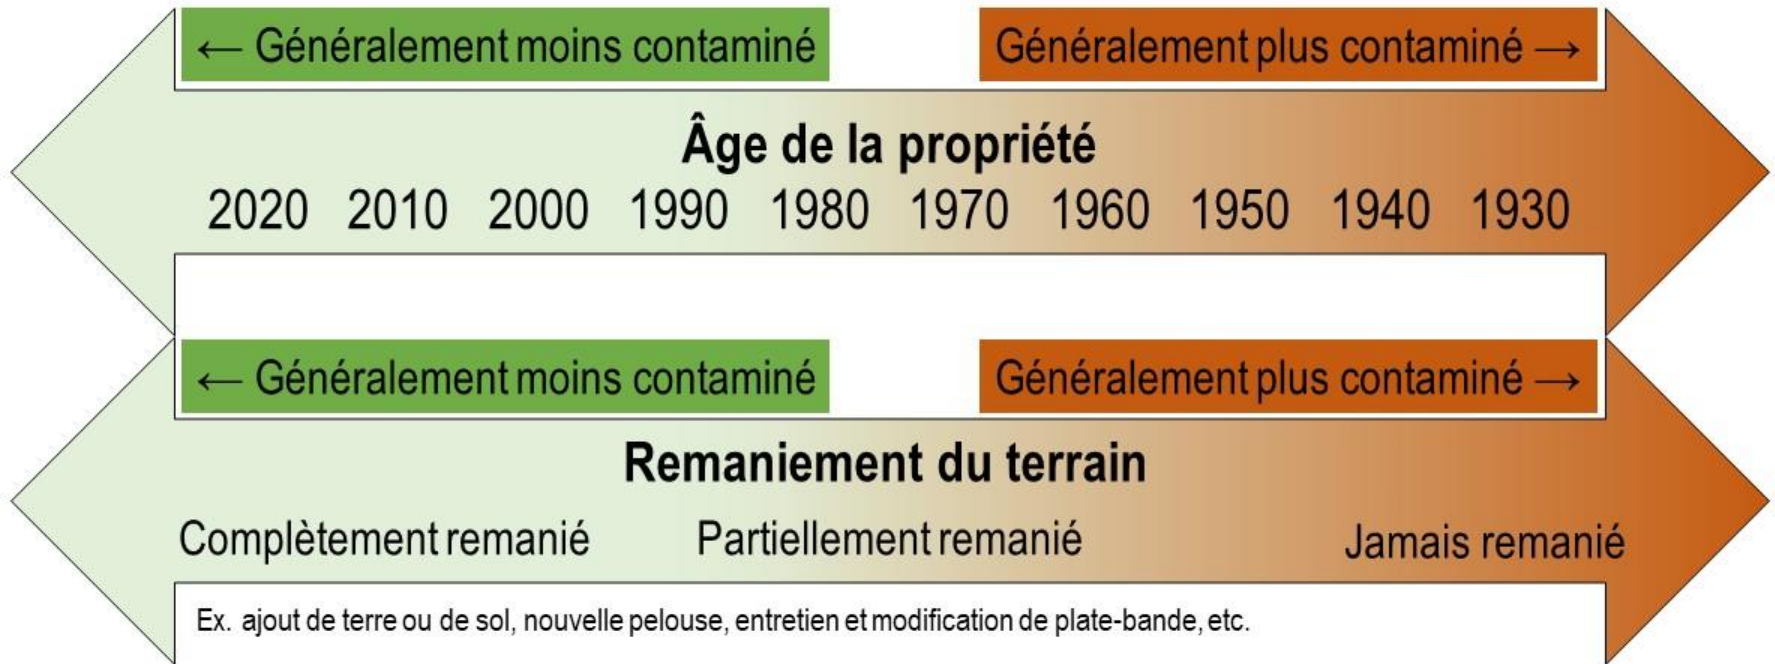 ← Généralement moins contaminé
Généralement plus contaminé →
Âge de la propriété
2020 2010 2000 1990 1980 1970 1960 1950 1940 1930
← Généralement moins contaminé
Généralement plus contaminé →
Remaniement du terrain
Complètement remanié Partiellement remanié Jamais remanié
Ex. ajout de terre ou de sol, nouvelle pelouse, entretien et modification de plate-bande, etc.